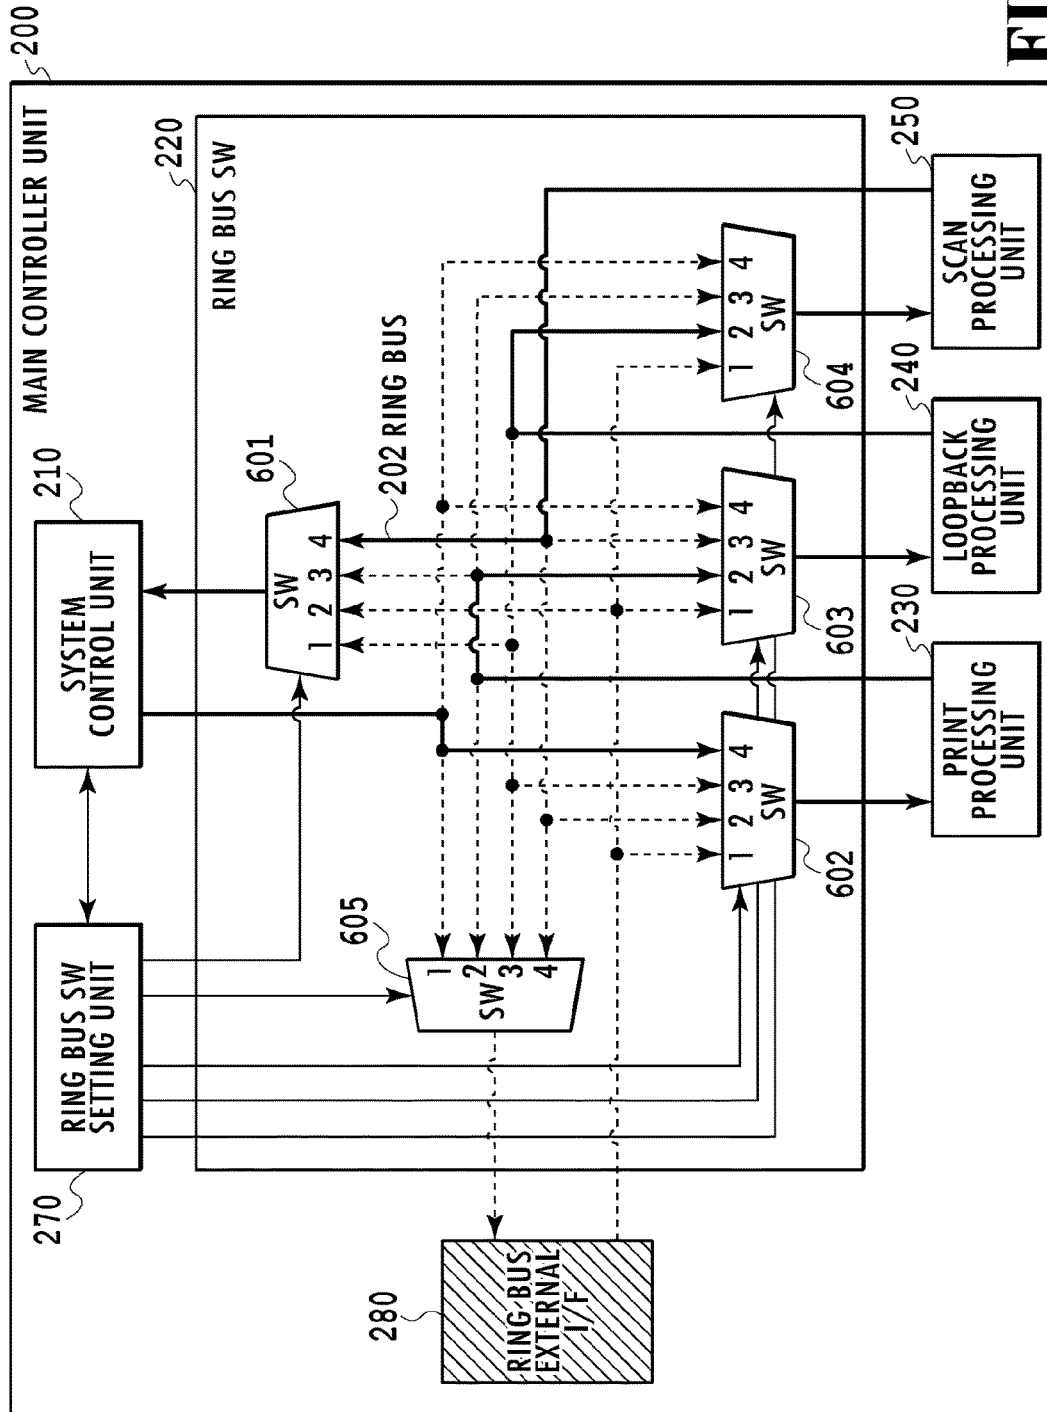 200
MAIN CONTROLLER UNIT
270
RING BUS SW
SETTING UNIT
210
SYSTEM
CONTROL UNIT
220
RING BUS SW
605
SW
1
2
3
4
601
SW
1
2
3
4
202 RING BUS
280
RING BUS
EXTERNAL
I/F
602
1
2
3
4
SW
603
1
2
3
4
SW
604
1
2
3
4
SW
230
PRINT
PROCESSING
UNIT
240
LOOPBACK
PROCESSING
UNIT
250
SCAN
PROCESSING
UNIT